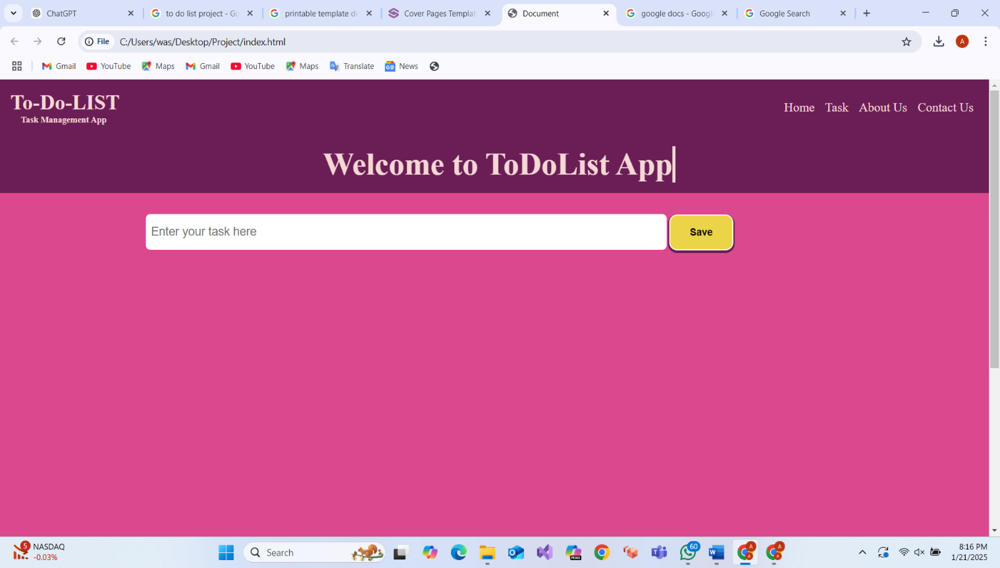 ChatGPT
to do list project - Go
printable template de
Cover Pages Templat
Document
google docs - Googl
Google Search
File
C:/Users/was/Desktop/Project/index.html
A
Gmail
YouTube
Maps
Gmail
YouTube
Maps
Translate
News
To-Do-LIST
Task Management App
Home
Task
About Us
Contact Us
Welcome to ToDoList App
Enter your task here
Save
5
NASDAQ
-0.03%
Search
M365
60
W
A
A
A
A
8:16 PM
1/21/2025